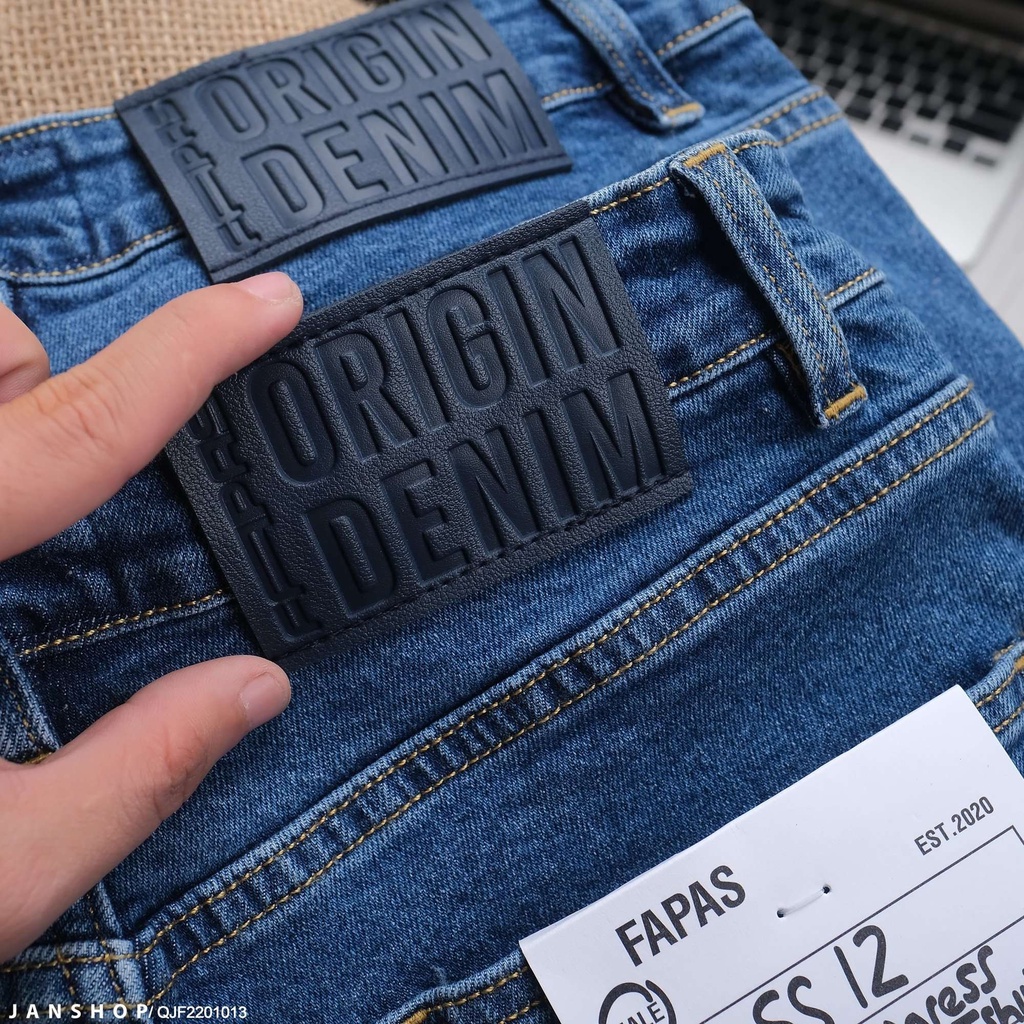 ORIGIN
DENIM
ORIGIN
DENIM
EST.2020
FAPAS
SS 12
JANSHOP/QJF2201013